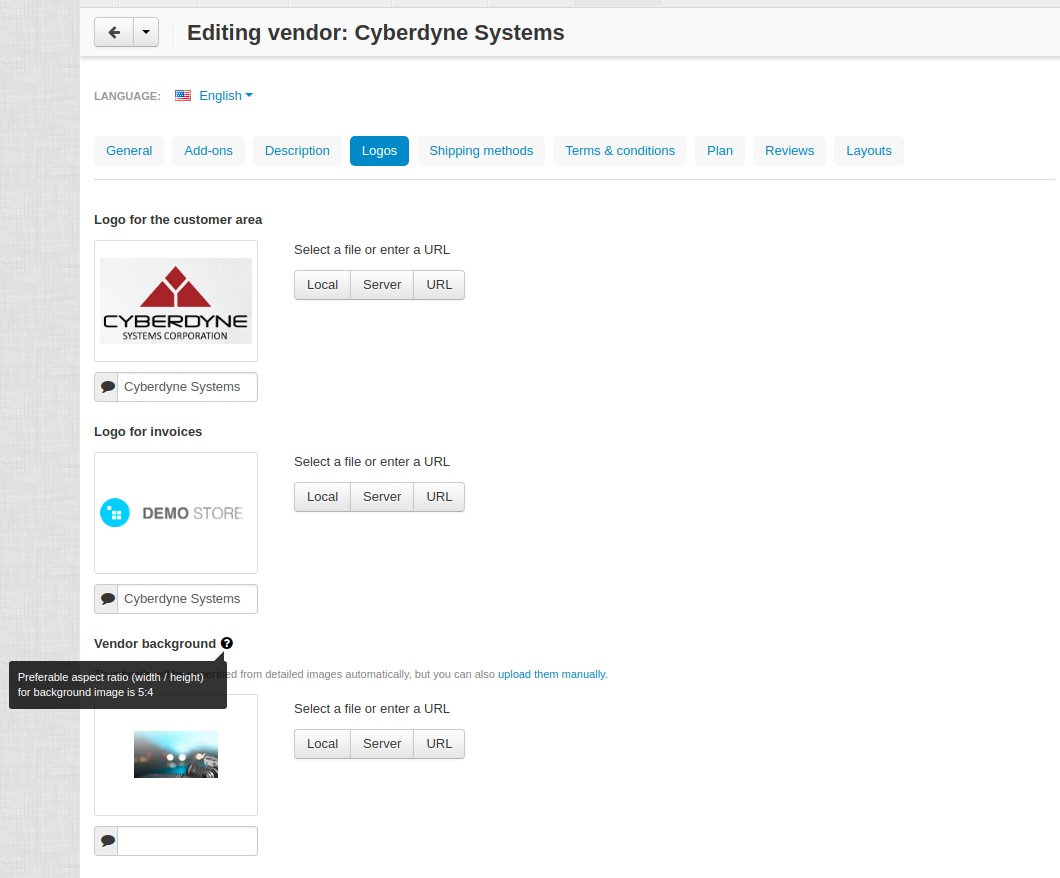 Editing vendor: Cyberdyne Systems
LANGUAGE: English
General Add-ons Description Logos Shipping methods Terms & conditions Plan Reviews Layouts
Logo for the customer area
Select a file or enter a URL
Local Server URL
CYBERDYNE
SYSTEMS CORPORATION
Cyberdyne Systems
Logo for invoices
Select a file or enter a URL
Local Server URL
DEMO STORE
Cyberdyne Systems
Vendor background ?
Preferable aspect ratio (width / height)
for background image is 5:4
from detailed images automatically, but you can also upload them manually.
Select a file or enter a URL
Local Server URL